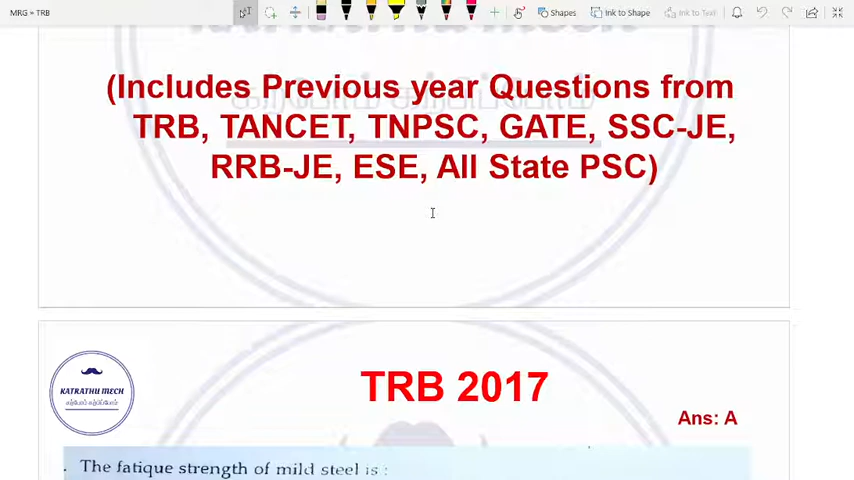 MRG » TRB
Shapes
Ink to Shape
Ink to Text
(Includes Previous year Questions from
TRB, TANCET, TNPSC, GATE, SSC-JE,
RRB-JE, ESE, All State PSC)
KATRATHU MECH
கற்போம் கற்பிப்போம்
TRB 2017
Ans: A
. The fatique strength of mild steel is :